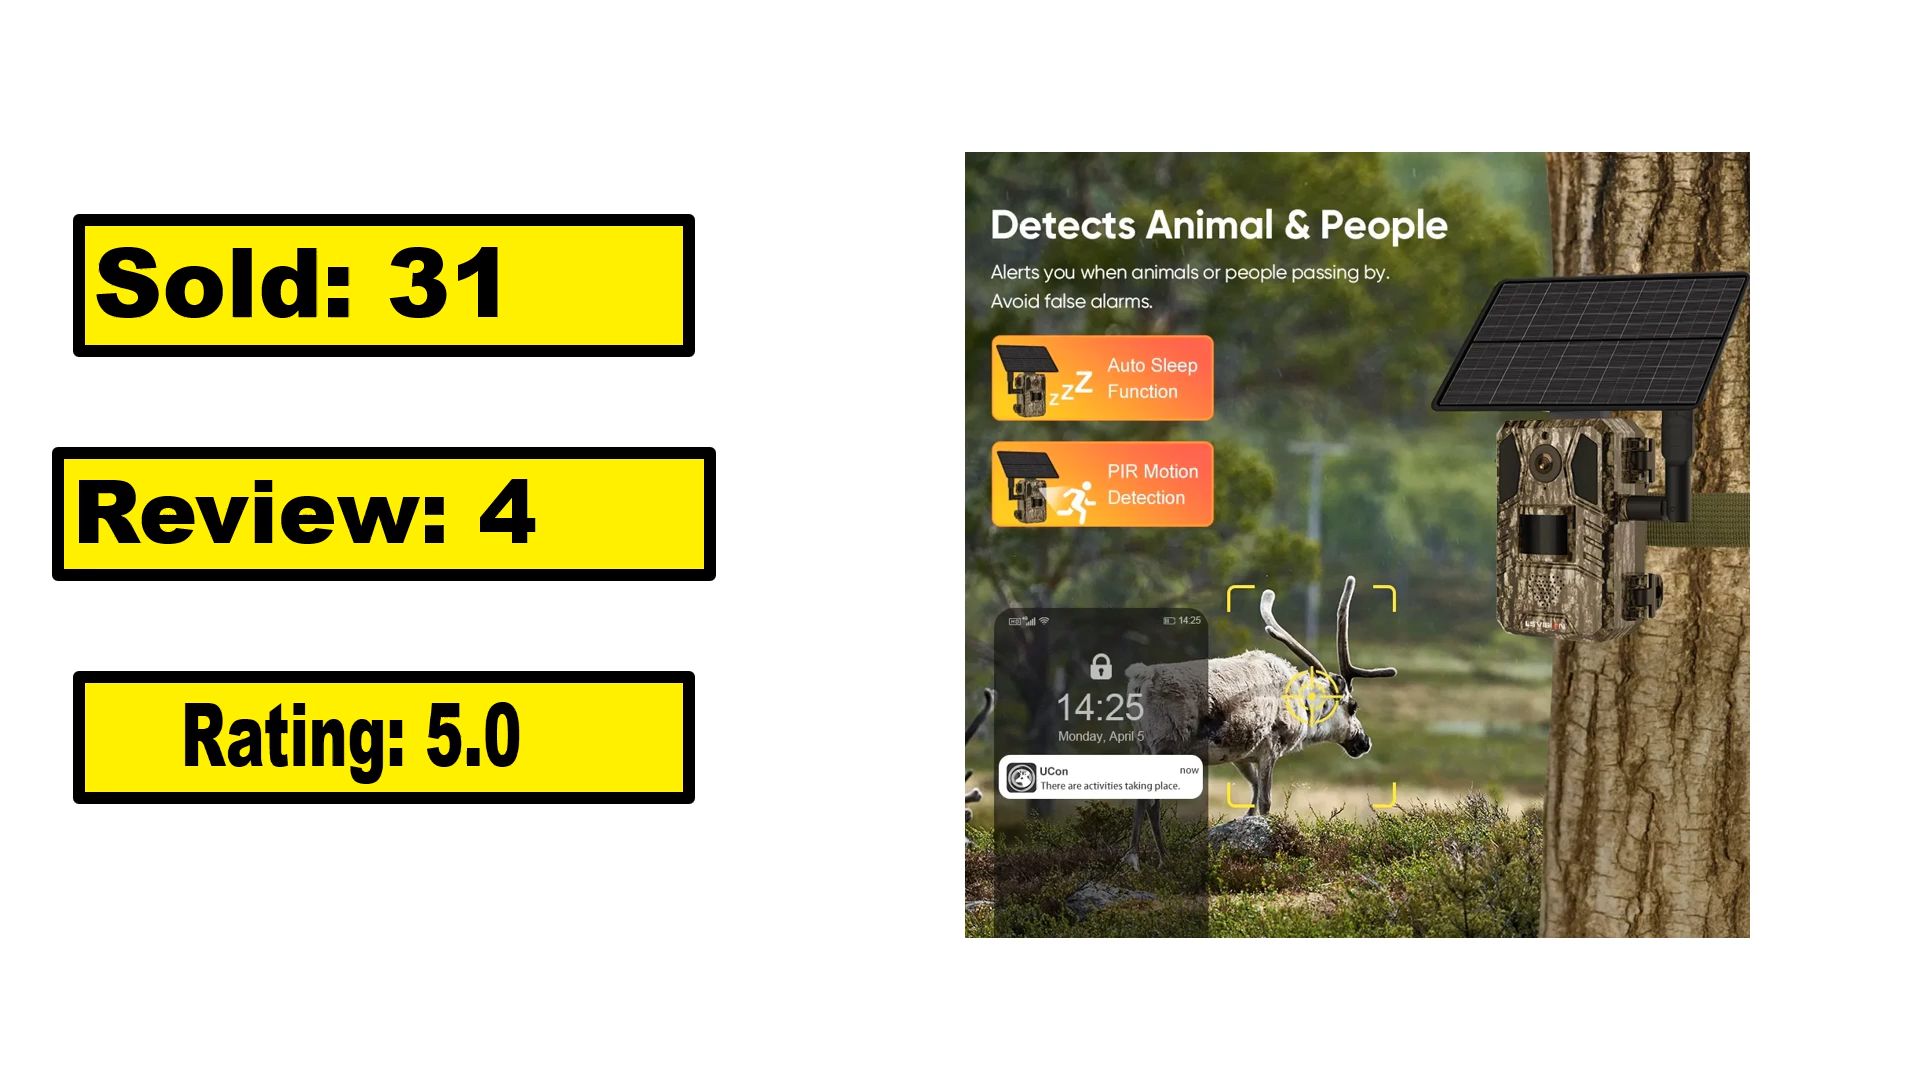 Sold: 31
Review: 4
Rating: 5.0
Detects Animal & People
Alerts you when animals or people passing by.
Avoid false alarms.
zzZ
Auto Sleep
Function
PIR Motion
Detection
14:25
14:25
Monday, April 5
UCon
now
There are activities taking place.